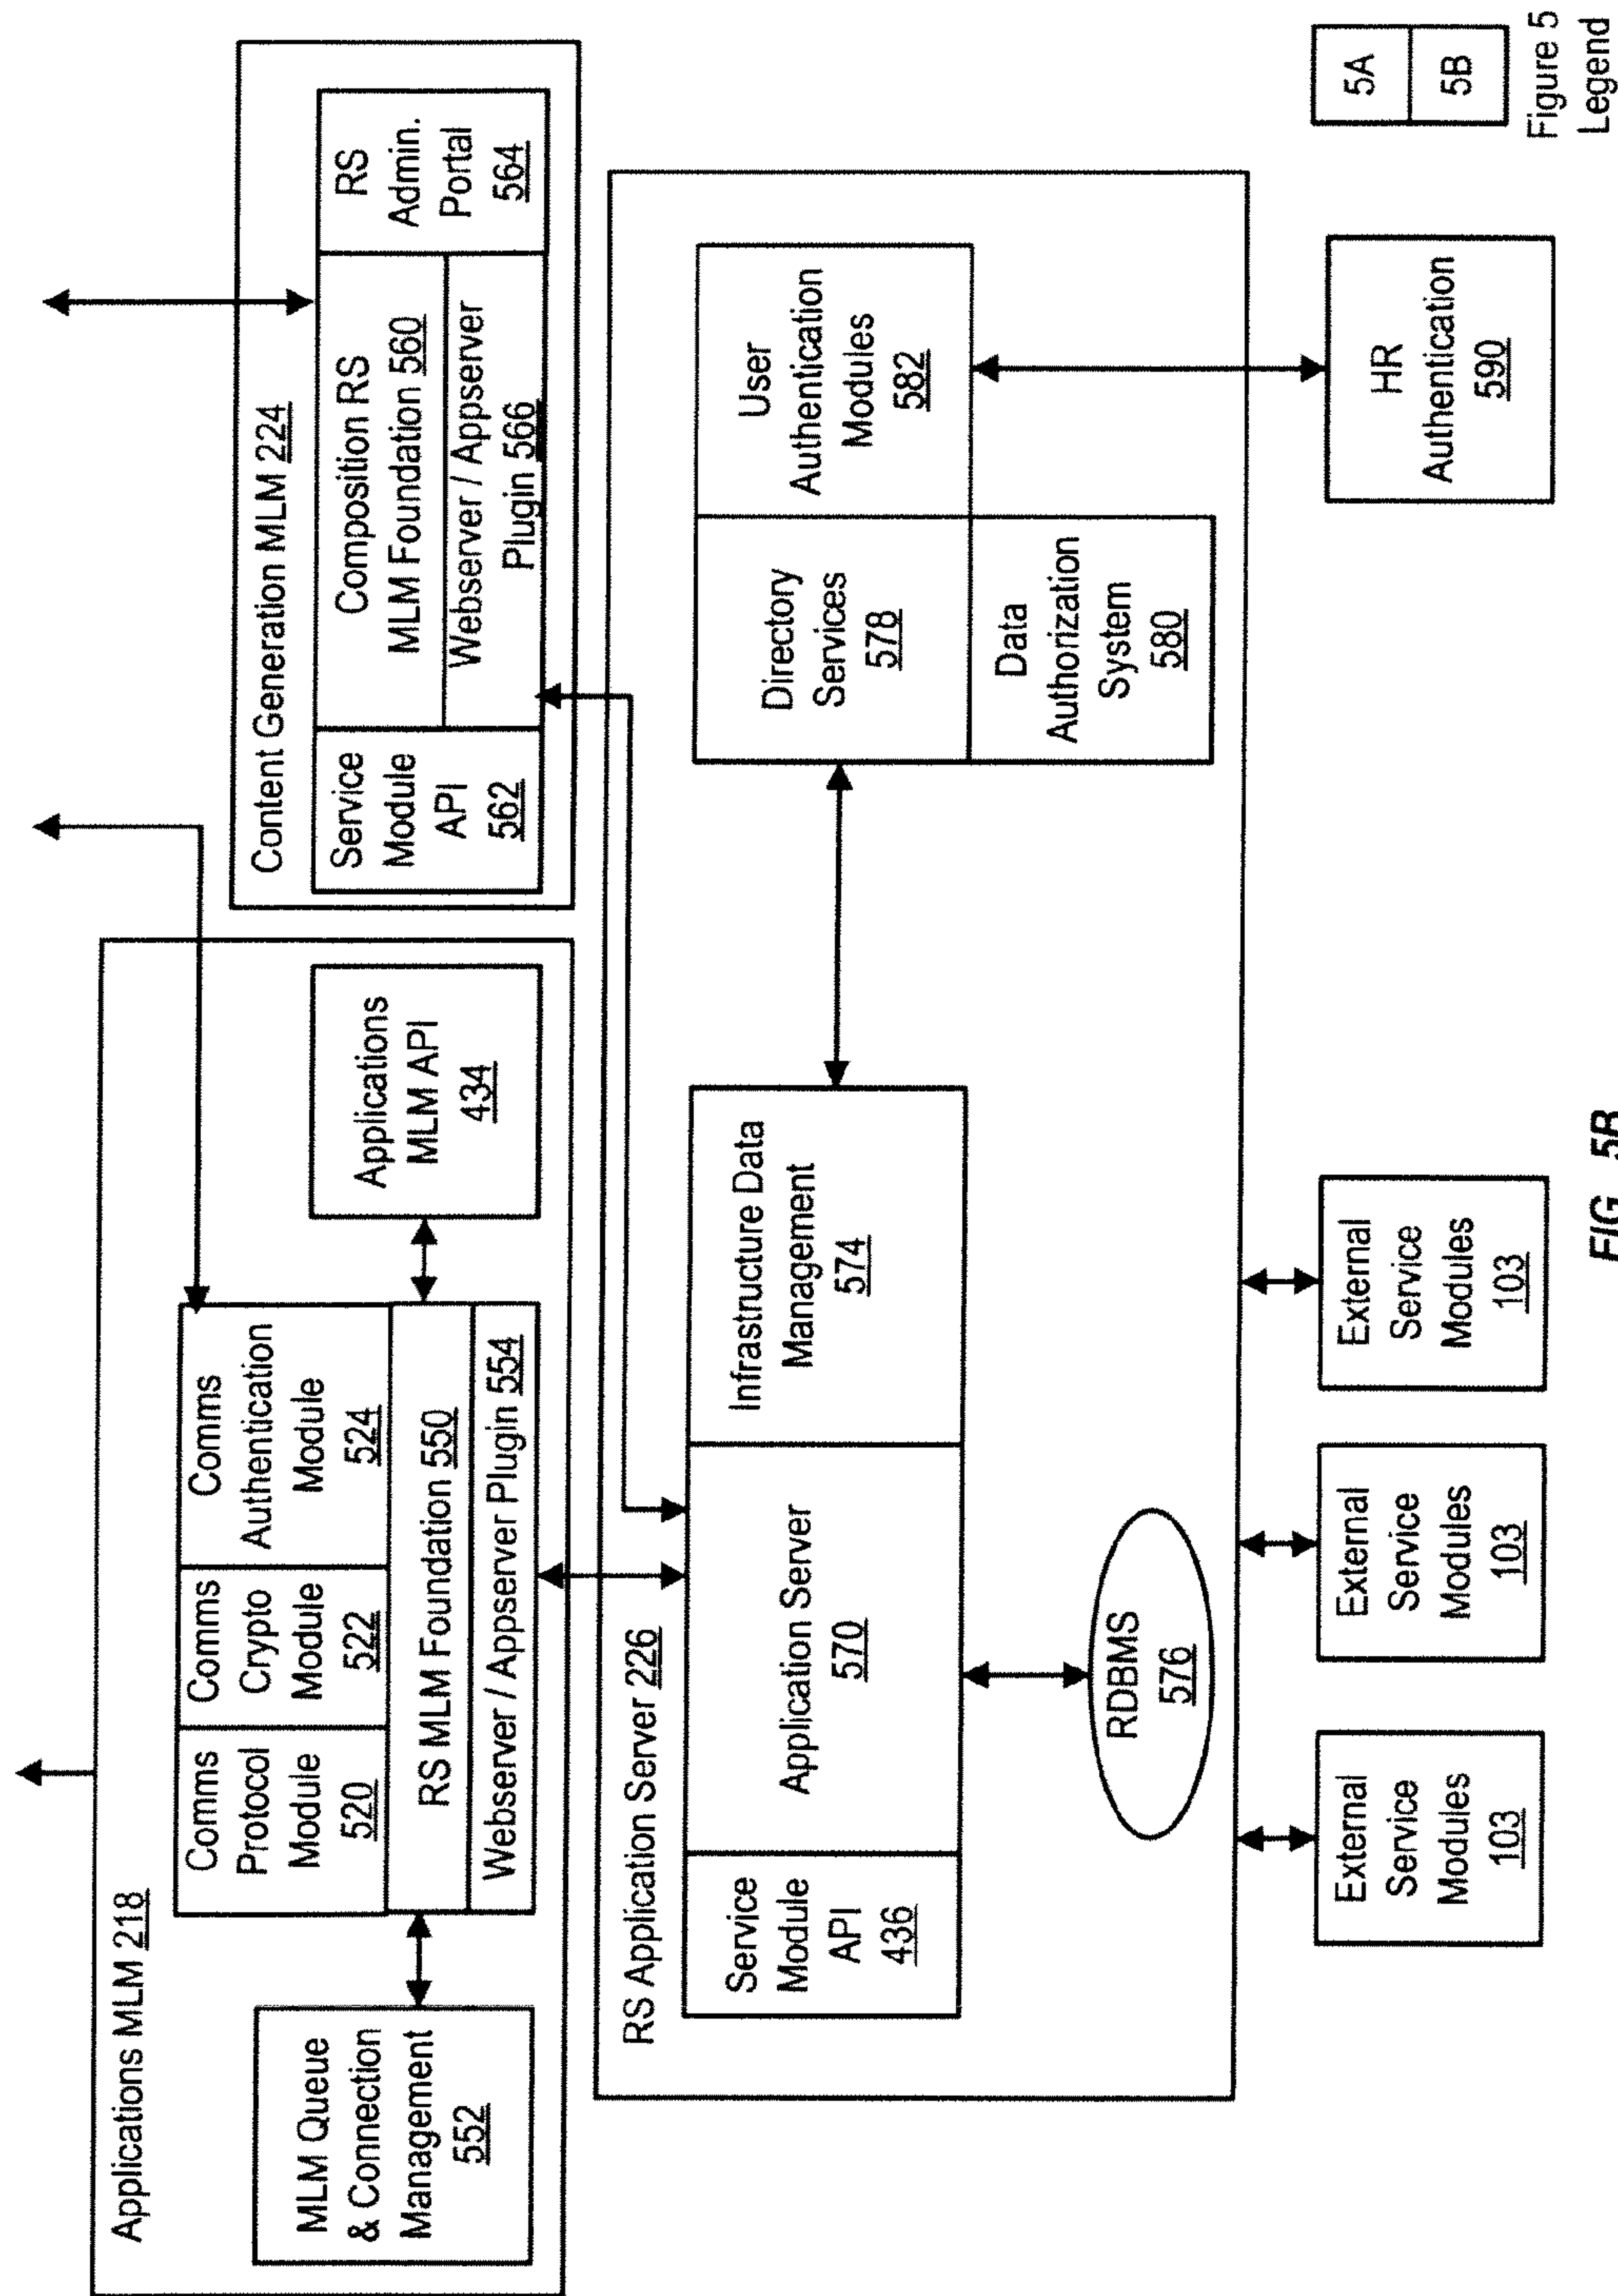 Applications MLM 218
MLM Queue
& Connection
Management
552
Comms
Protocol
Module
520
Comms
Crypto
Module
522
Comms
Authentication
Module
524
RS MLM Foundation 550
Webserver / Appserver Plugin 554
Applications
MLM API
434
Content Generation MLM 224
Service
Module
API
562
Composition RS
MLM Foundation 560
Webserver / Appserver
Plugin 566
RS
Admin.
Portal
564
RS Application Server 226
Service
Module
API
436
Application Server
570
Infrastructure Data
Management
574
RDBMS
576
Directory
Services
578
User
Authentication
Modules
582
Data
Authorization
System
580
External
Service
Modules
103
External
Service
Modules
103
External
Service
Modules
103
HR
Authentication
590
5A
5B
Figure 5
Legend
FIG. 5B